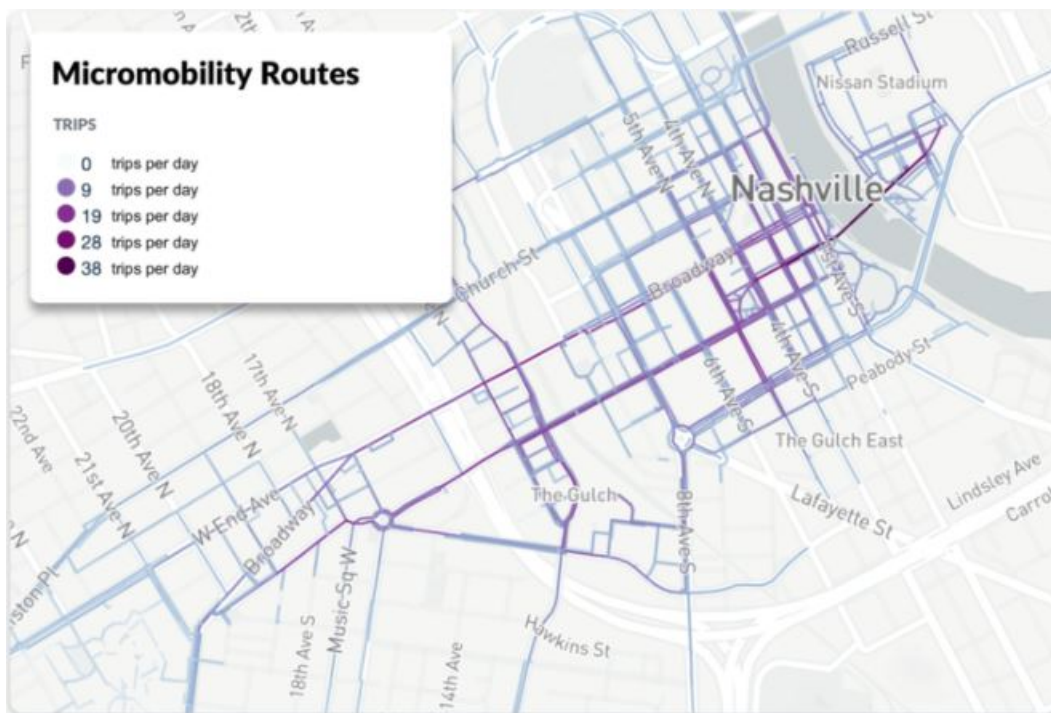 Micromobility Routes
TRIPS
0 trips per day
9 trips per day
19 trips per day
28 trips per day
38 trips per day
Russell St
Nissan Stadium
5th Ave N
4th Ave N
Nashville
Church St
Broadway
1st Ave S
4th Ave S
6th Ave S
Peabody St
17th Ave N
18th Ave N
20th Ave N
21st Ave N
22nd Ave
The Gulch East
W End Ave
Broadway
The Gulch
8th Ave S
Lafayette St
Lindsley Ave
Music Sq W
18th Ave S
14th Ave
Hawkins St